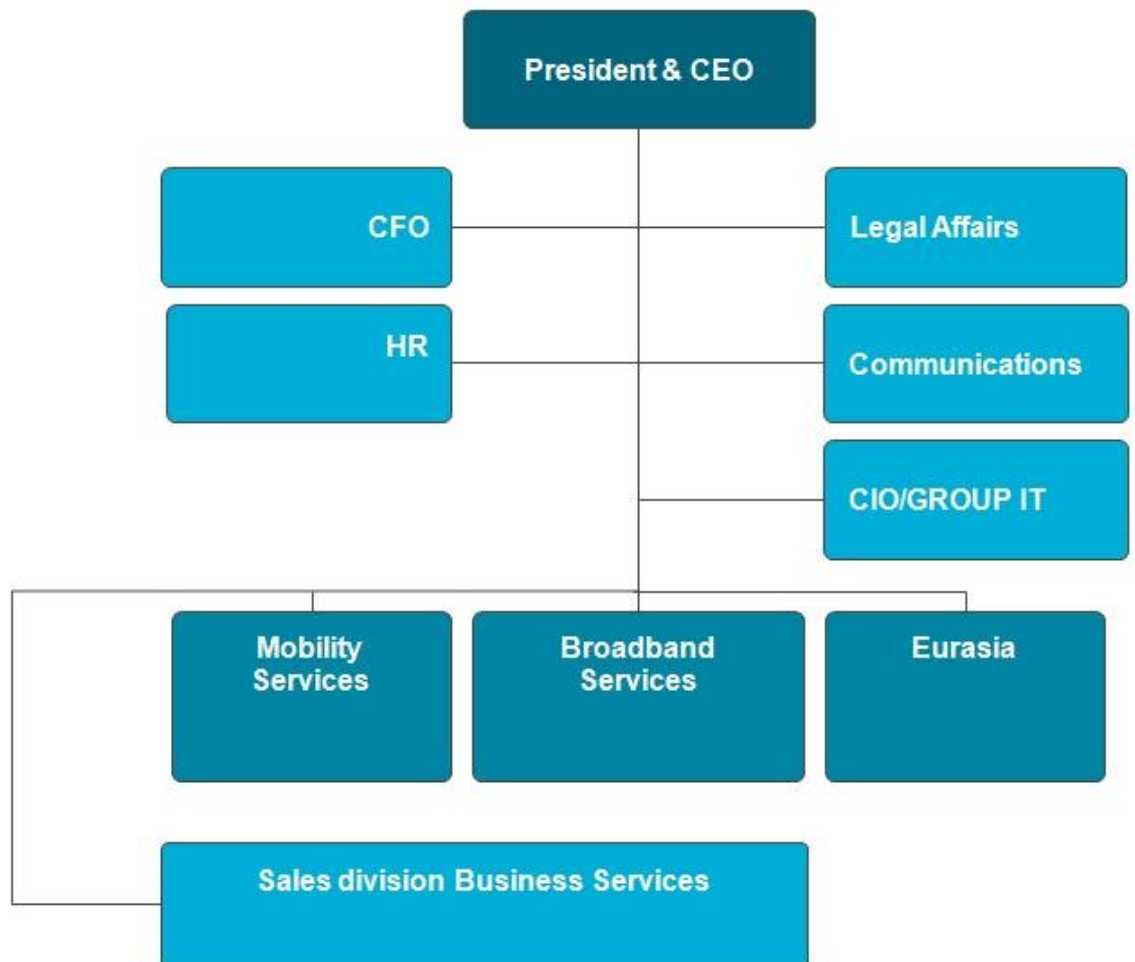 President & CEO
CFO
Legal Affairs
HR
Communications
CIO/GROUP IT
Mobility
Services
Broadband
Services
Eurasia
Sales division Business Services